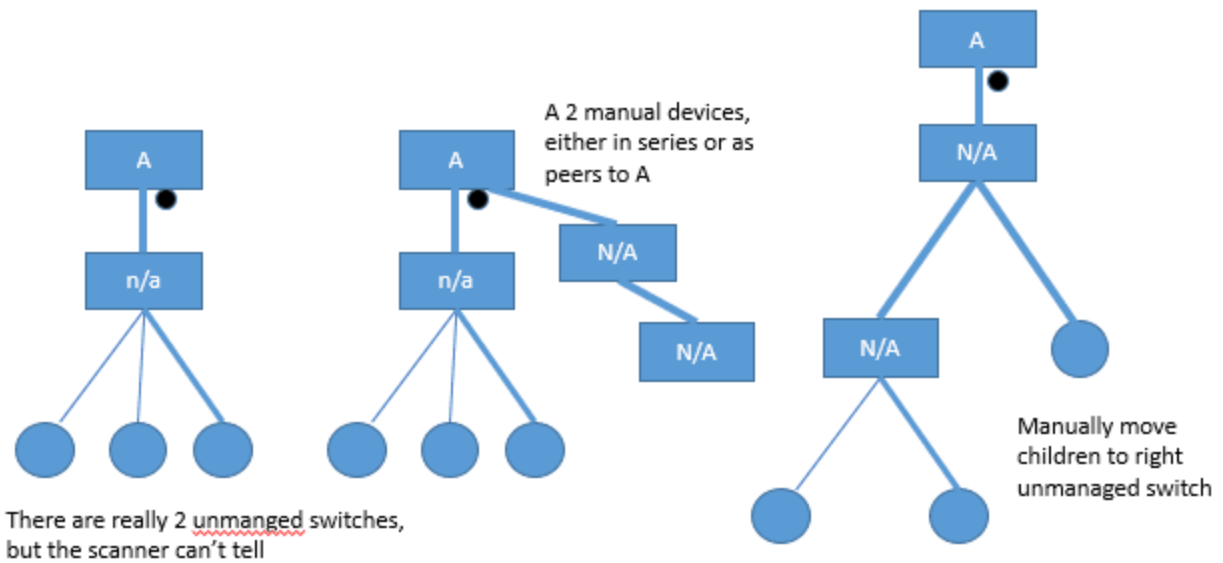 A
n/a
There are really 2 unmanged switches,
but the scanner can't tell
A
n/a
A 2 manual devices,
either in series or as
peers to A
N/A
N/A
A
N/A
N/A
Manually move
children to right
unmanaged switch